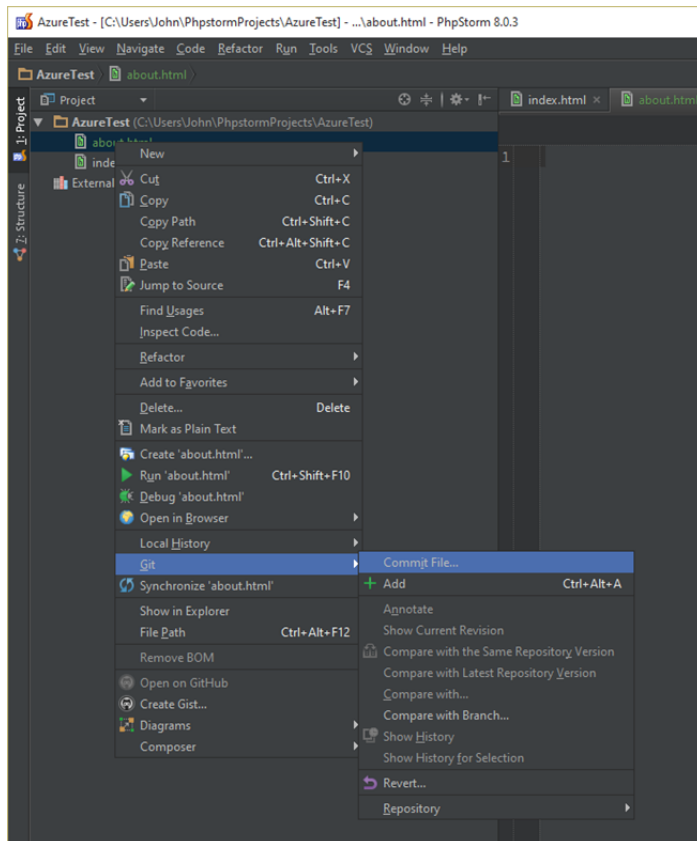 AzureTest - [C:\Users\John\PhpstormProjects\AzureTest] - ...\about.html - PhpStorm 8.0.3
File Edit View Navigate Code Refactor Run Tools VCS Window Help
AzureTest about.html
1: Project
7: Structure
Project
index.html
AzureTest (C:\Users\John\PhpstormProjects\AzureTest)
External
1
New
Cut Ctrl+X
Copy Ctrl+C
Copy Path Ctrl+Shift+C
Copy Reference Ctrl+Alt+Shift+C
Paste Ctrl+V
Jump to Source F4
Find Usages Alt+F7
Inspect Code...
Refactor
Add to Favorites
Delete... Delete
Mark as Plain Text
Create 'about.html'...
Run 'about.html' Ctrl+Shift+F10
Debug 'about.html'
Open in Browser
Local History
Git
Synchronize 'about.html'
Show in Explorer
File Path Ctrl+Alt+F12
Remove BOM
Open on GitHub
Create Gist...
Diagrams
Composer
Commit File...
Add Ctrl+Alt+A
Annotate
Show Current Revision
Compare with the Same Repository Version
Compare with Latest Repository Version
Compare with...
Compare with Branch...
Show History
Show History for Selection
Revert...
Repository